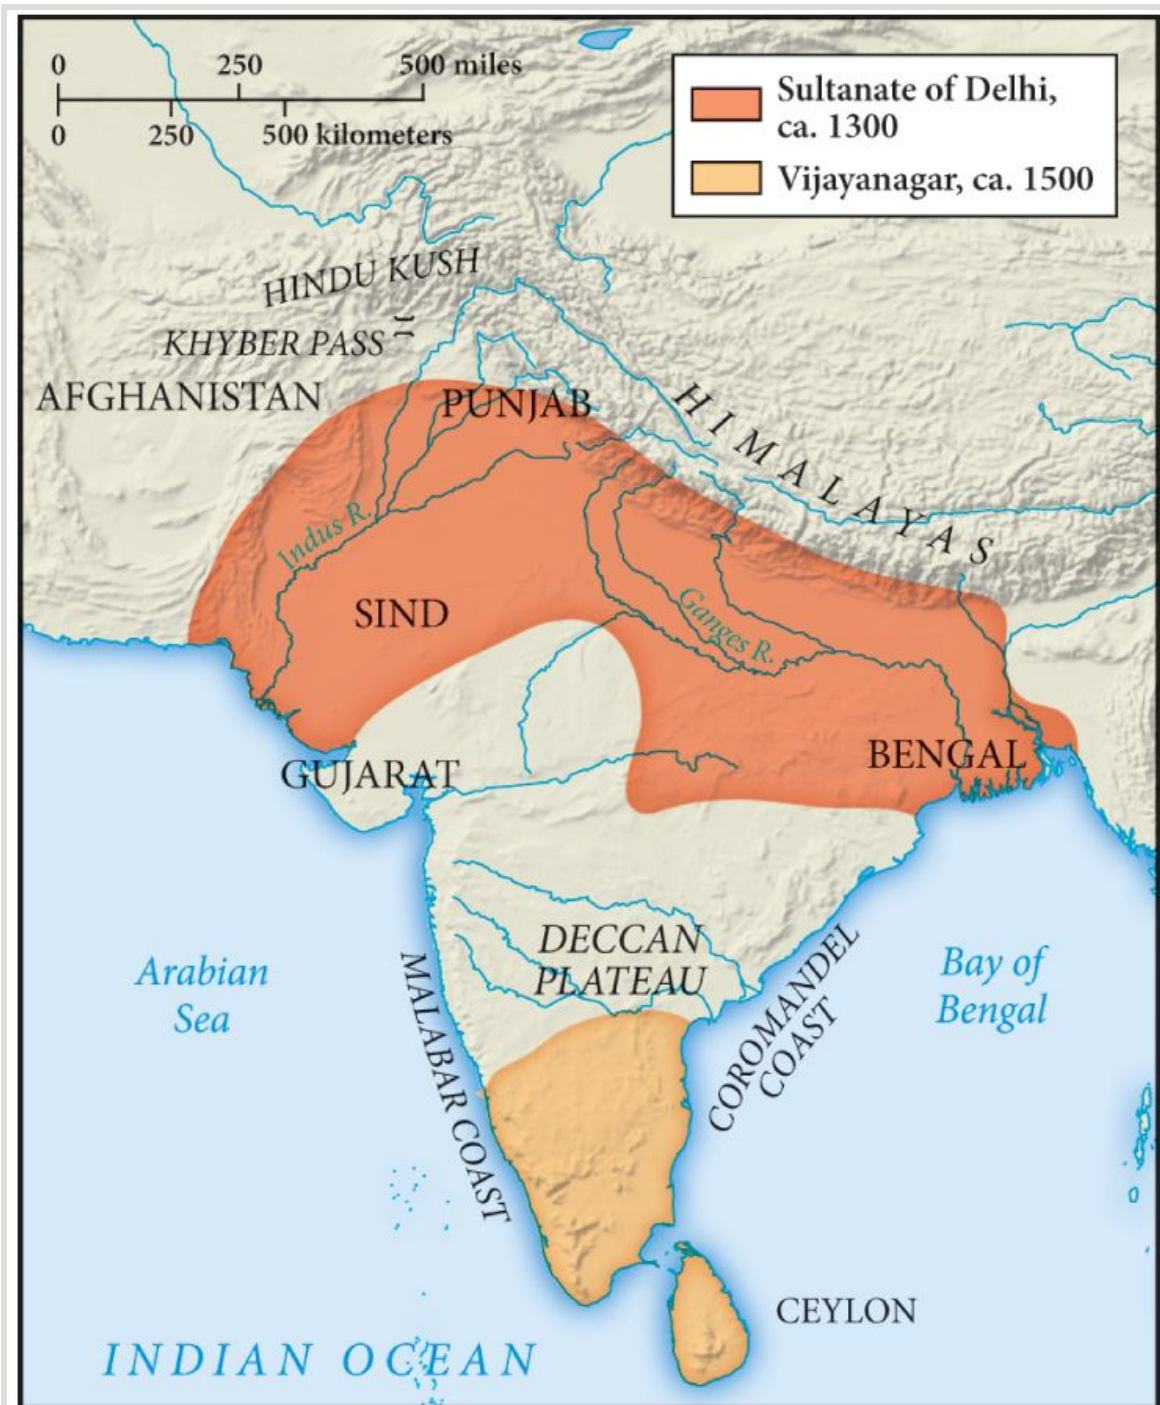 0 250 500 miles
0 250 500 kilometers
Sultanate of Delhi,
ca. 1300
Vijayanagar, ca. 1500
HINDU KUSH
KHYBER PASS
AFGHANISTAN
PUNJAB
HIMALAYAS
Indus R.
SIND
Ganges R.
BENGAL
GUJARAT
DECCAN
PLATEAU
Arabian
Sea
MALABAR COAST
COROMANDEL
COAST
Bay of
Bengal
CEYLON
INDIAN OCEAN